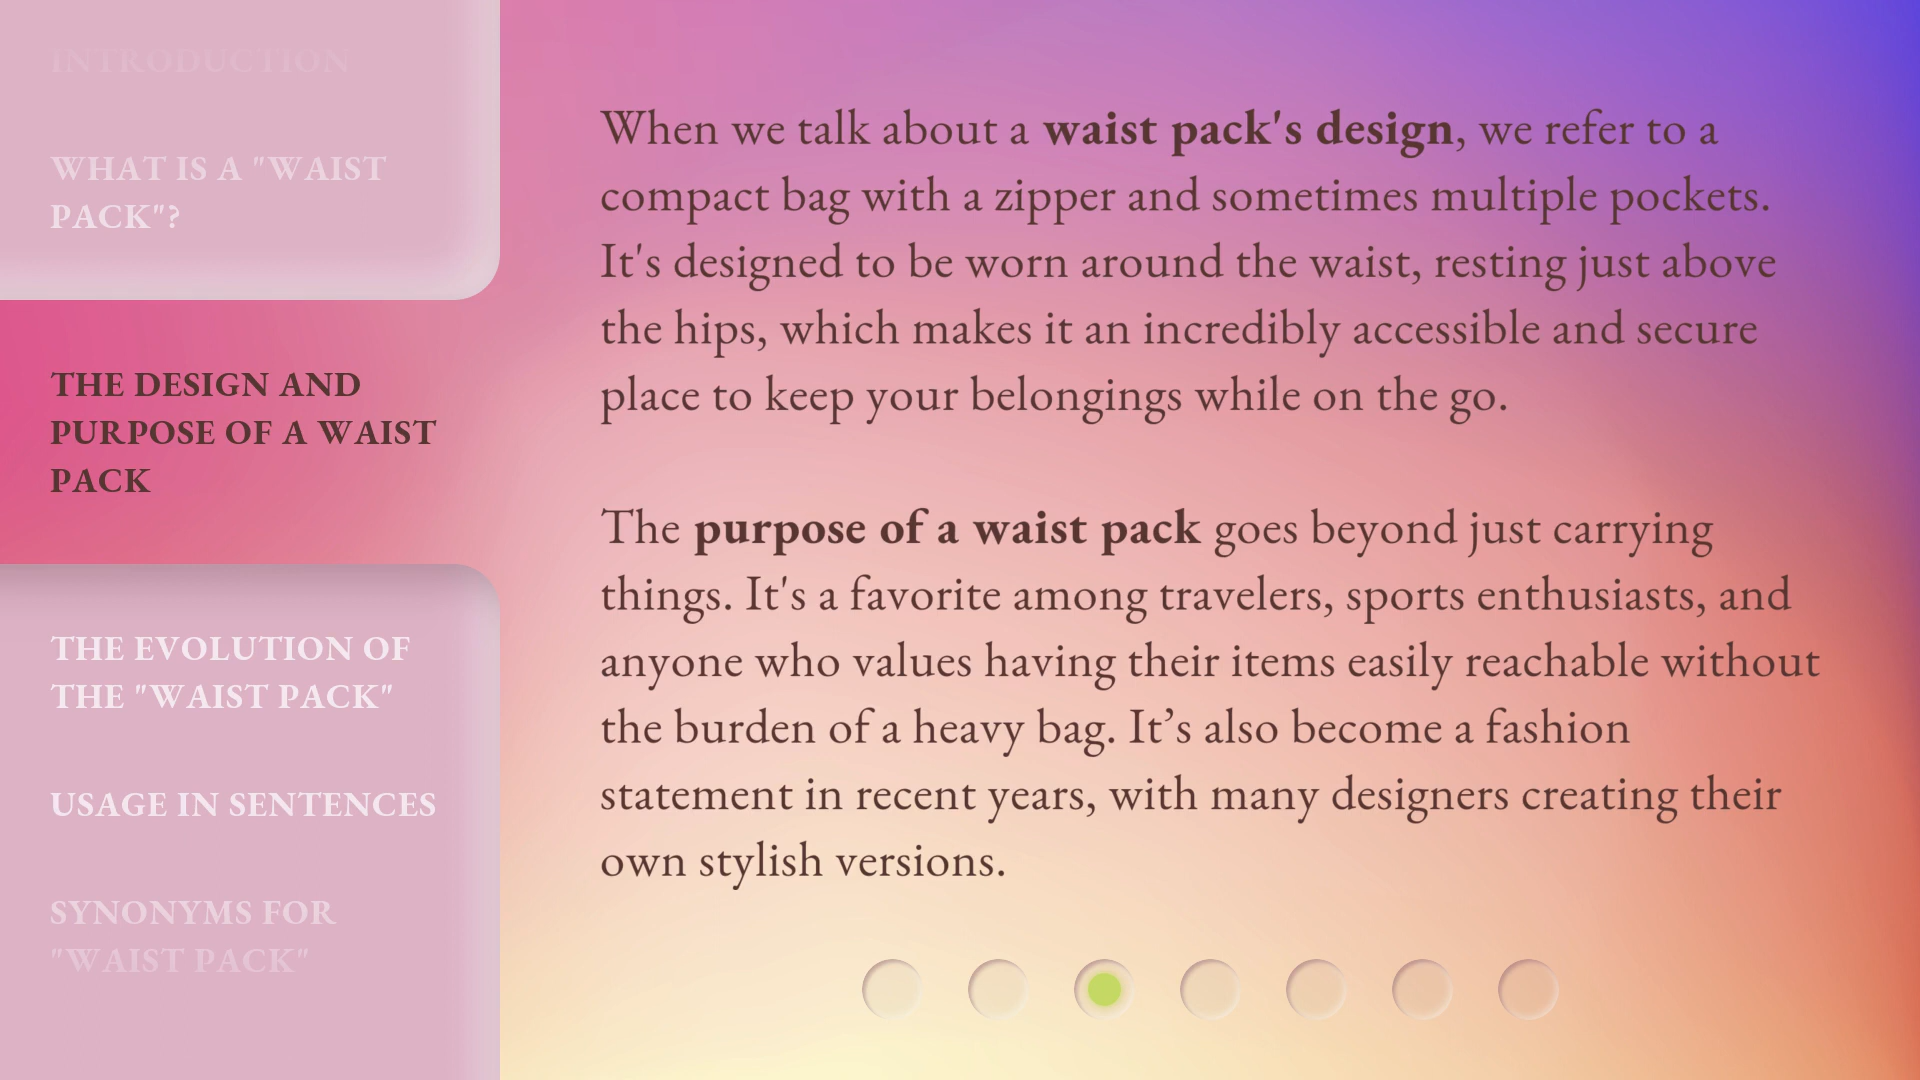 INTRODUCTION
WHAT IS A "WAIST
PACK"?
THE DESIGN AND
PURPOSE OF A WAIST
PACK
THE EVOLUTION OF
THE "WAIST PACK"
USAGE IN SENTENCES
SYNONYMS FOR
"WAIST PACK"
When we talk about a waist pack's design, we refer to a
compact bag with a zipper and sometimes multiple pockets.
It's designed to be worn around the waist, resting just above
the hips, which makes it an incredibly accessible and secure
place to keep your belongings while on the go.
The purpose of a waist pack goes beyond just carrying
things. It's a favorite among travelers, sports enthusiasts, and
anyone who values having their items easily reachable without
the burden of a heavy bag. It’s also become a fashion
statement in recent years, with many designers creating their
own stylish versions.